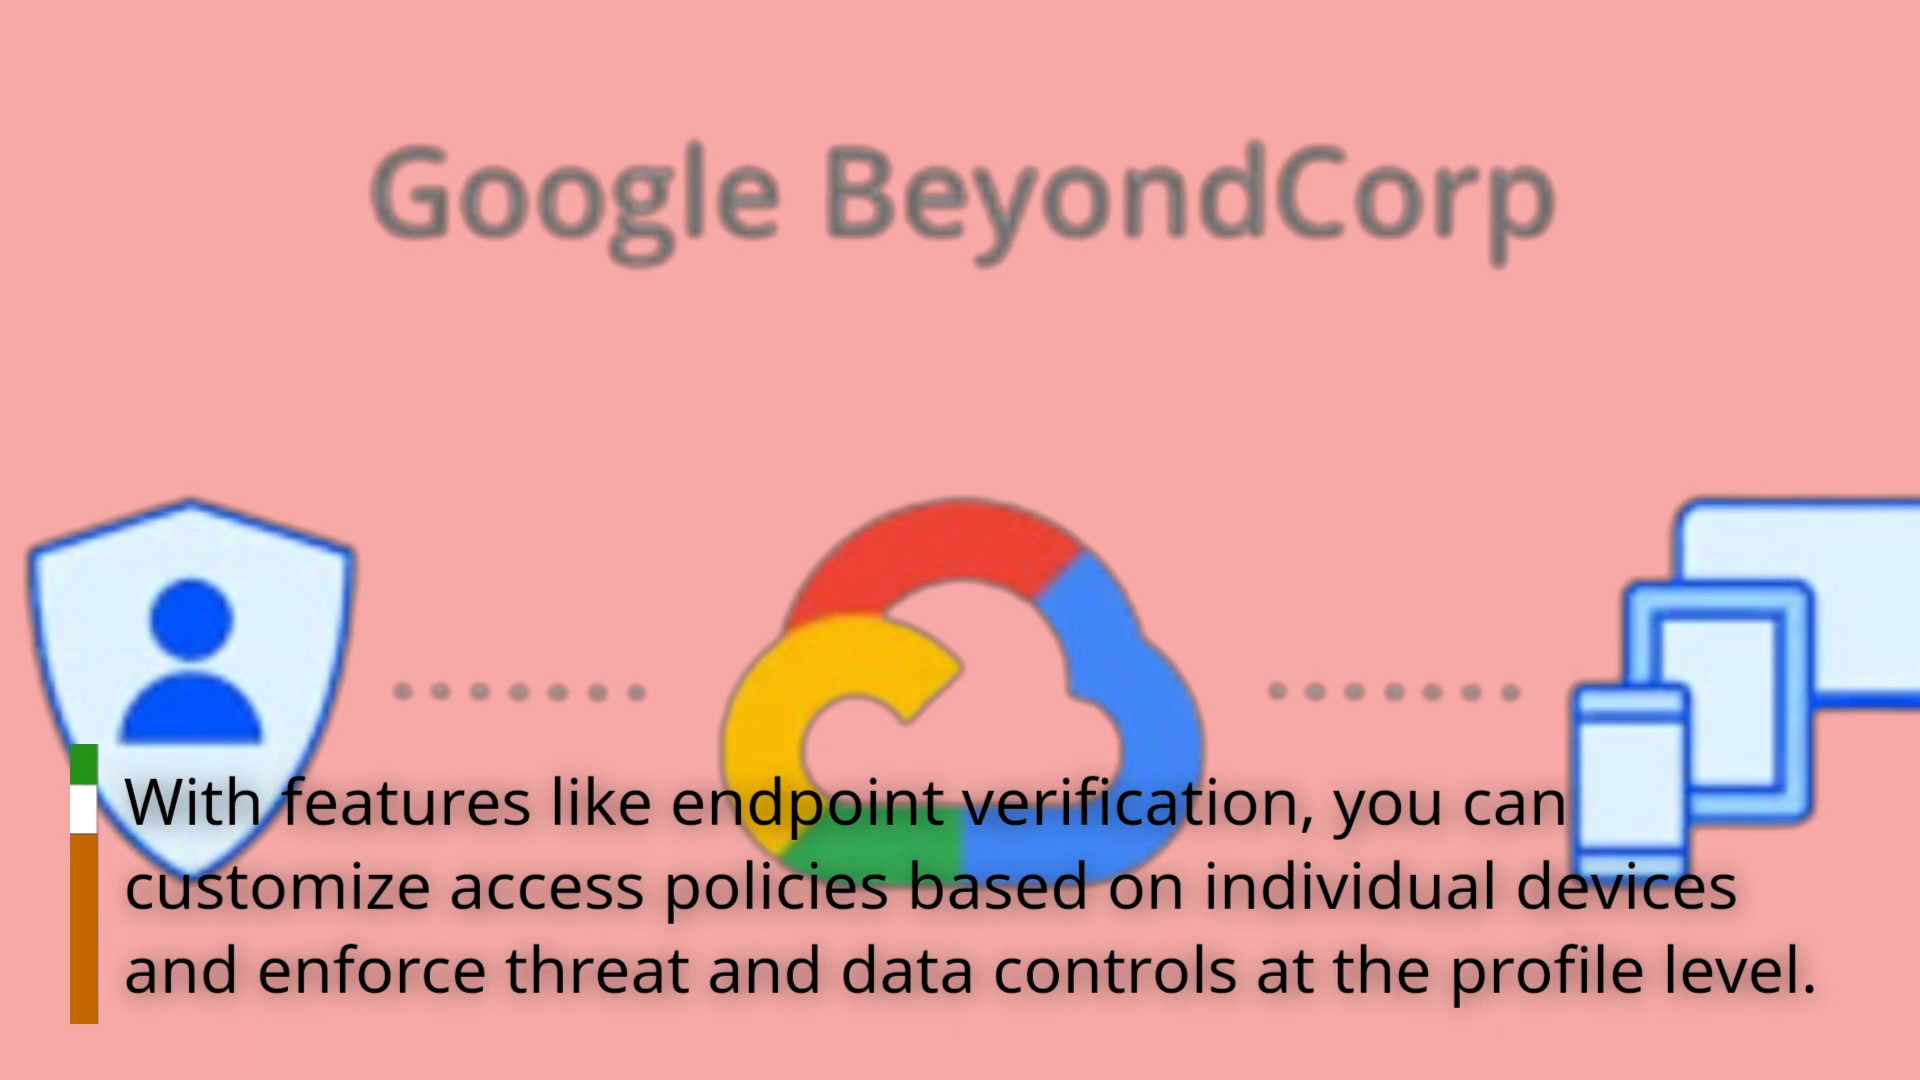 Google BeyondCorp
With features like endpoint verification, you can
customize access policies based on individual devices
and enforce threat and data controls at the profile level.